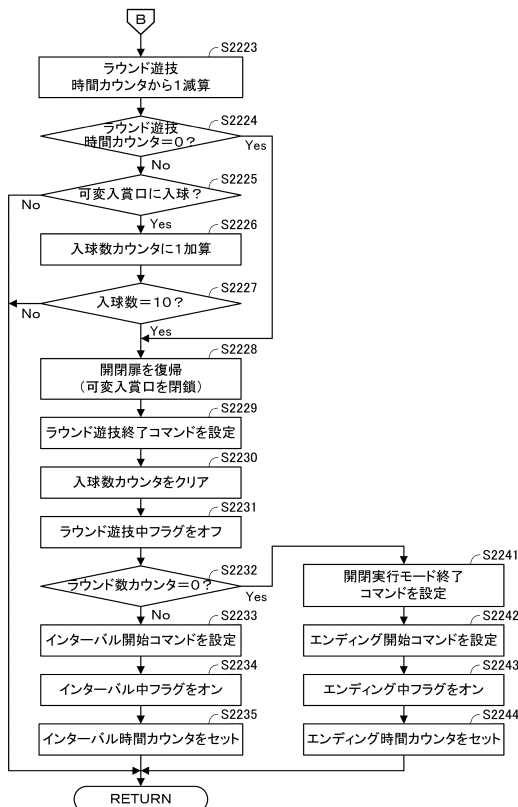 B
S2223
ラウンド遊技
時間カウンタから1減算
S2224
ラウンド遊技
時間カウンタ=0?
Yes
No
S2225
可変入賞口に入球?
No
Yes
S2226
入球数カウンタに1加算
S2227
入球数=10?
No
Yes
S2228
開閉扉を復帰
(可変入賞口を閉鎖)
S2229
ラウンド遊技終了コマンドを設定
S2230
入球数カウンタをクリア
S2231
ラウンド遊技中フラグをオフ
S2232
ラウンド数カウンタ=0?
Yes
No
S2233
インターバル開始コマンドを設定
S2234
インターバル中フラグをオン
S2235
インターバル時間カウンタをセット
S2241
開閉実行モード終了
コマンドを設定
S2242
エンディング開始コマンドを設定
S2243
エンディング中フラグをオン
S2244
エンディング時間カウンタをセット
RETURN